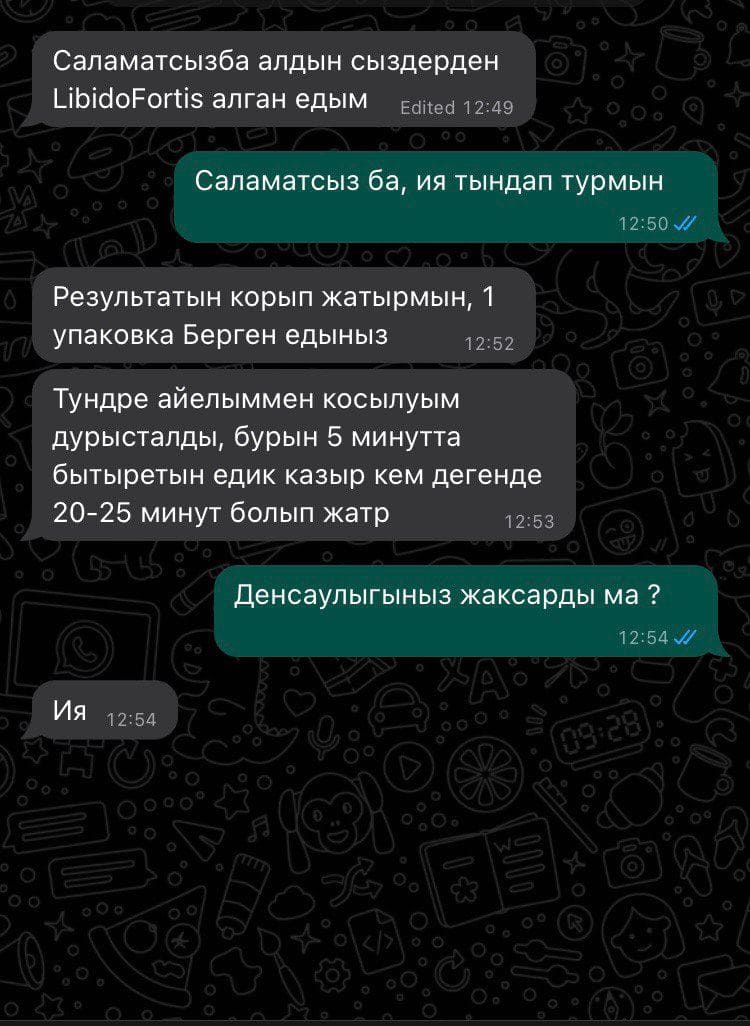 Саламатсызба алдын сыздерден
LibidoFortis алган едым Edited 12:49
Саламатсыз ба, ия тындап турмын
12:50
Результатын корып жатырмын, 1
упаковка Берген едыныз 12:52
Тундре айелыммен косылуым
дурысталды, бурын 5 минутта
бытыретын едик казыр кем дегенде
20-25 минут болып жатр 12:53
Денсаулыгыныз жаксарды ма ?
12:54
Ия 12:54
09:28